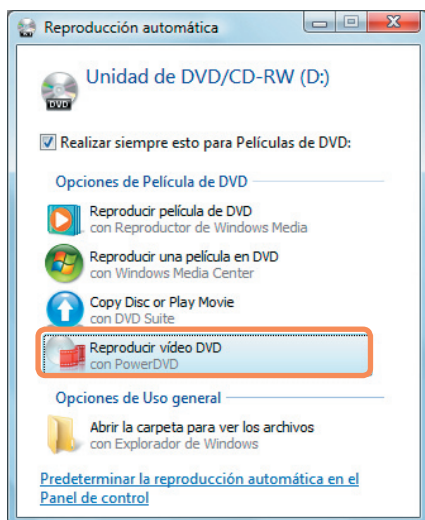 Reproducción automática
Unidad de DVD/CD-RW (D:)
DVD
Realizar siempre esto para Películas de DVD:
Opciones de Película de DVD
Reproducir película de DVD
con Reproductor de Windows Media
Reproducir una película en DVD
con Windows Media Center
Copy Disc or Play Movie
con DVD Suite
Reproducir vídeo DVD
con PowerDVD
Opciones de Uso general
Abrir la carpeta para ver los archivos
con Explorador de Windows
Predeterminar la reproducción automática en el
Panel de control